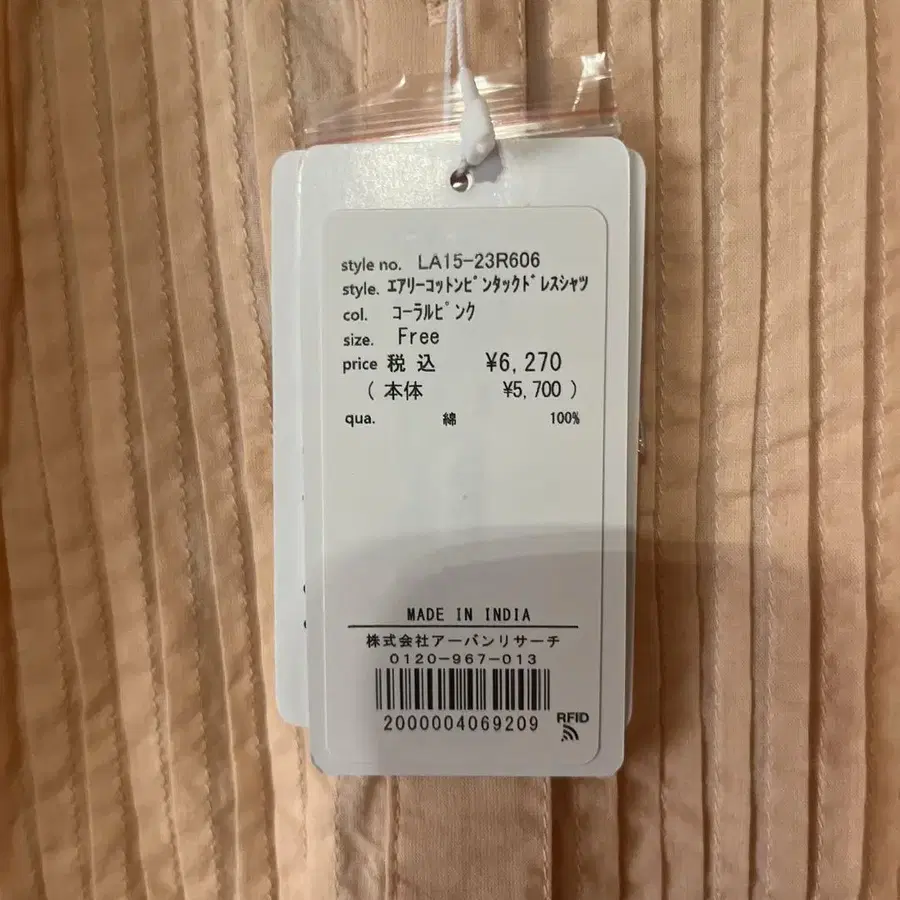 style no. LA15-23R606
style. ｴｱﾘｰｺｯﾄﾝﾋﾟﾝﾀｯｸﾄﾞﾚｽｼｬﾂ
col. ｺｰﾗﾙﾋﾟﾝｸ
size. Free
price 税込 ¥6,270
(本体 ¥5,700)
qua. 綿 100%
MADE IN INDIA
株式会社アーバンリサーチ
0120-967-013
2000004069209
RFID